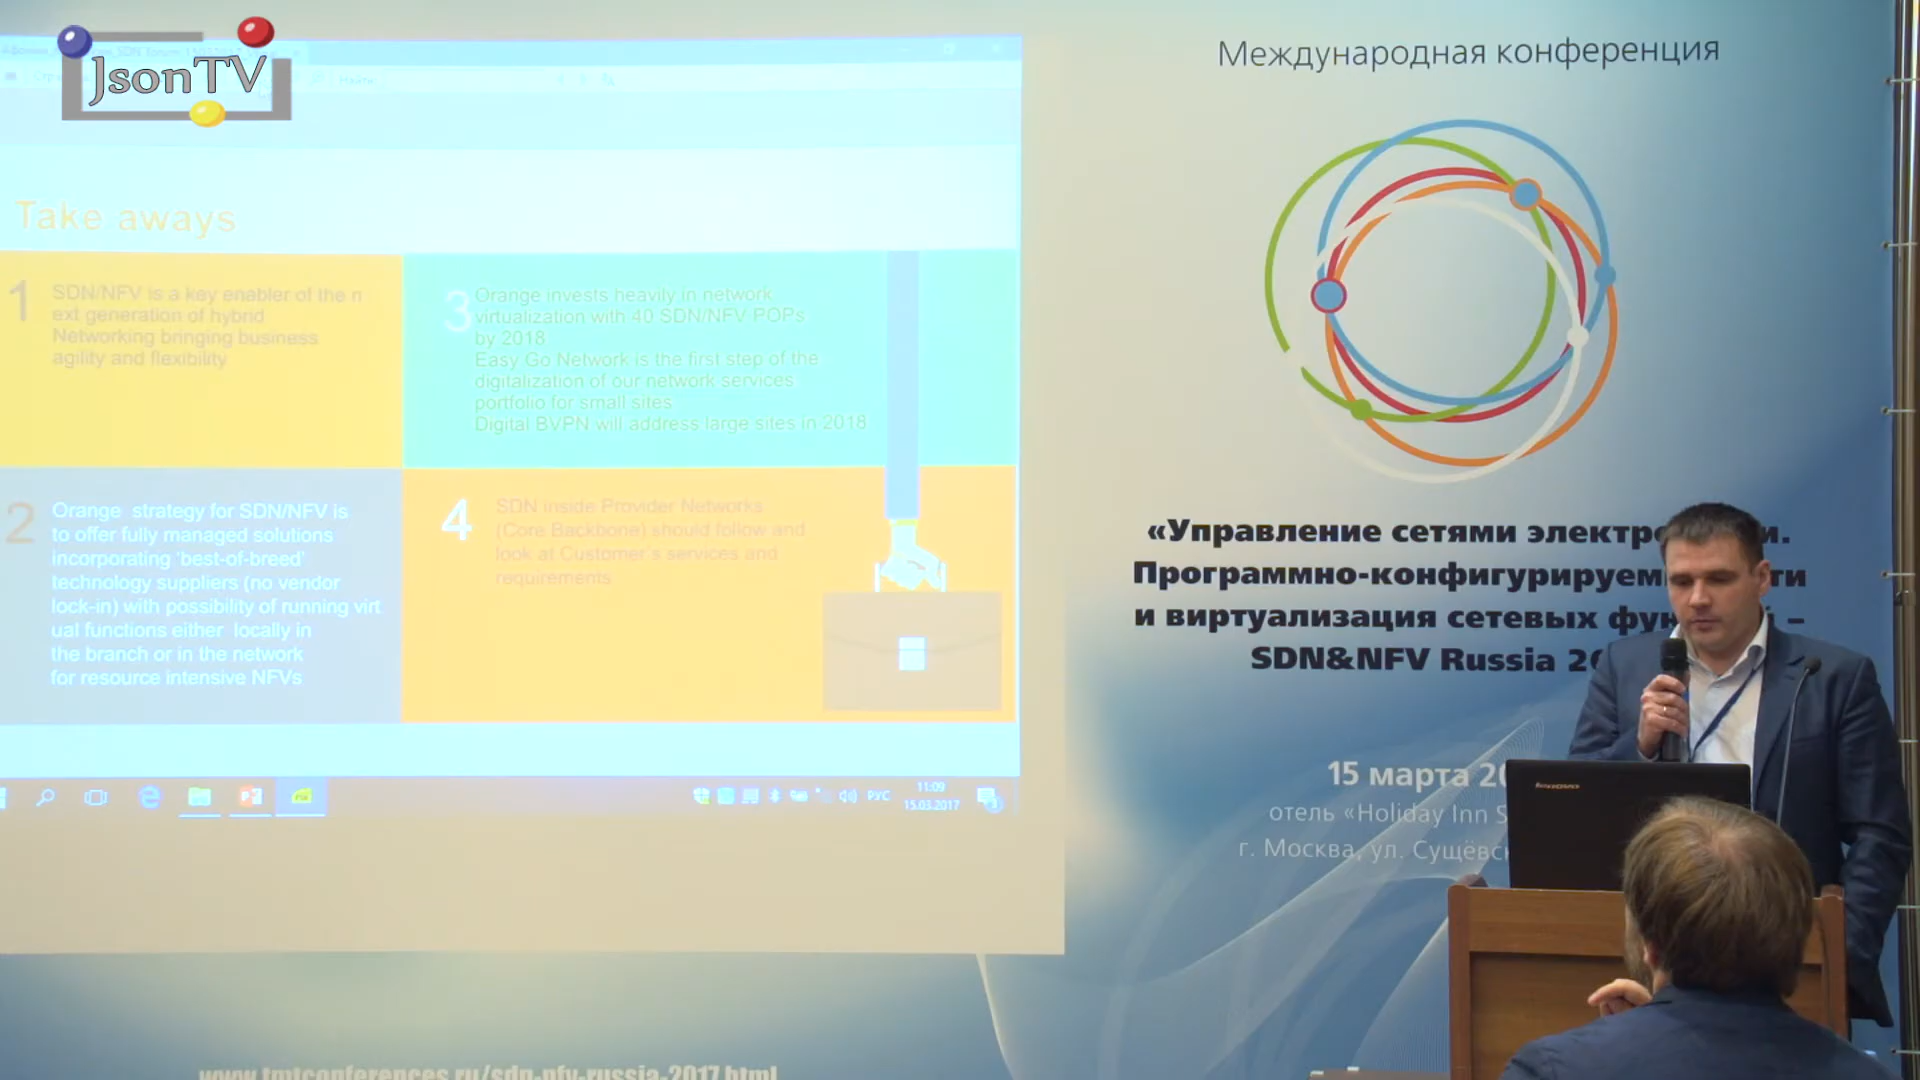 JsonTV
Найти
Take aways
1
SDN/NFV is a key enabler of the n
ext generation of hybrid
Networking bringing business
agility and flexibility
2
Orange strategy for SDN/NFV is
to offer fully managed solutions
incorporating ‘best-of-breed’
technology suppliers (no vendor
lock-in) with possibility of running virt
ual functions either locally in
the branch or in the network
for resource intensive NFVs
3
Orange invests heavily in network
virtualization with 40 SDN/NFV POPs
by 2018
Easy Go Network is the first step of the
digitalization of our network services
portfolio for small sites
Digital BVPN will address large sites in 2018
4
SDN inside Provider Networks
(Core Backbone) should follow and
look at Customer’s services and
requirements
РУС
11:09
15.03.2017
www.tmtconferences.ru/sdn-nfv-russia-2017.html
Международная конференция
«Управление сетями
Программно-конфигурируем
и виртуализация сетевых –
SDN&NFV Russia
15 марта
отель «Holiday Inn
г. Москва, ул.
lenovo